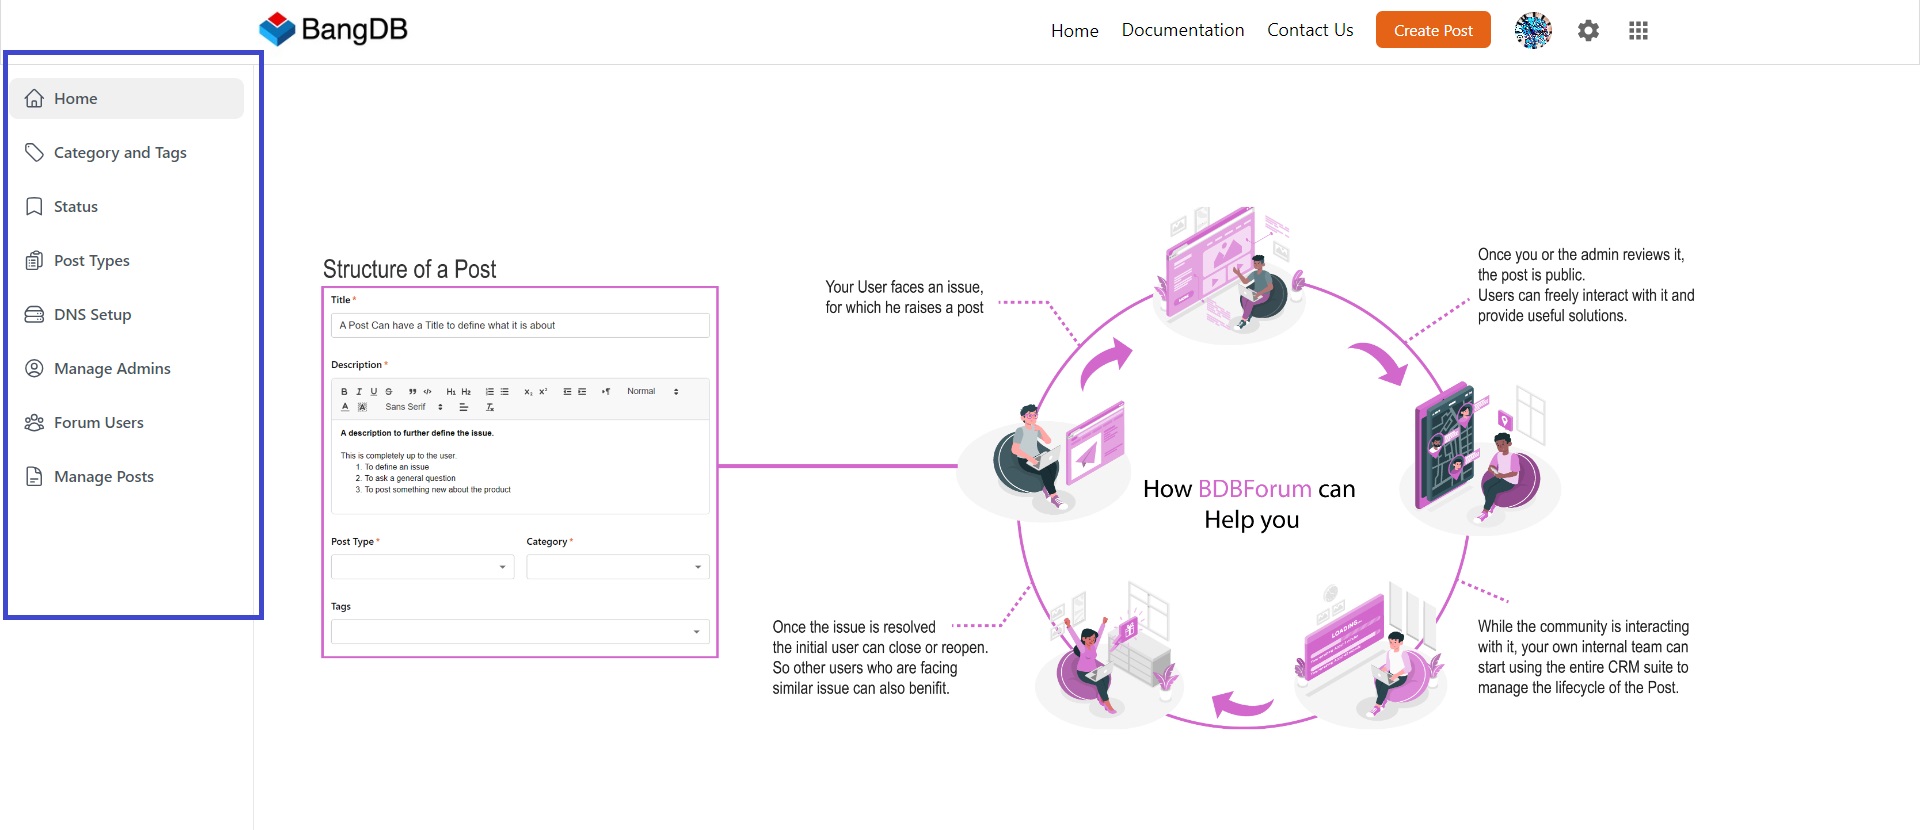 BangDB
Home
Documentation
Contact Us
Create Post
Home
Category and Tags
Status
Post Types
DNS Setup
Manage Admins
Forum Users
Manage Posts
Structure of a Post
Title *
A Post Can have a Title to define what it is about
Description *
Normal
Sans Serif
A description to further define the issue.
This is completely up to the user.
1. To define an issue
2. To ask a general question
3. To post something new about the product
Post Type *
Category *
Tags
Your User faces an issue,
for which he raises a post
Once you or the admin reviews it,
the post is public.
Users can freely interact with it and
provide useful solutions.
How BDBForum can
Help you
LOADING...
Once the issue is resolved
the initial user can close or reopen.
So other users who are facing
similar issue can also benifit.
While the community is interacting
with it, your own internal team can
start using the entire CRM suite to
manage the lifecycle of the Post.